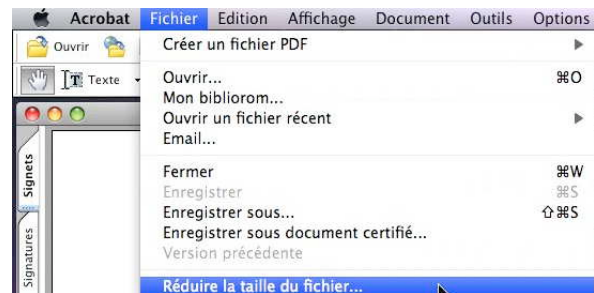 Acrobat Fichier Edition Affichage Document Outils Options
Ouvrir
Texte
Signets
Signatures
Créer un fichier PDF
Ouvrir... ⌘O
Mon bibliorom...
Ouvrir un fichier récent
Email...
Fermer ⌘W
Enregistrer ⌘S
Enregistrer sous... ⇧⌘S
Enregistrer sous document certifié...
Version précédente
Réduire la taille du fichier...